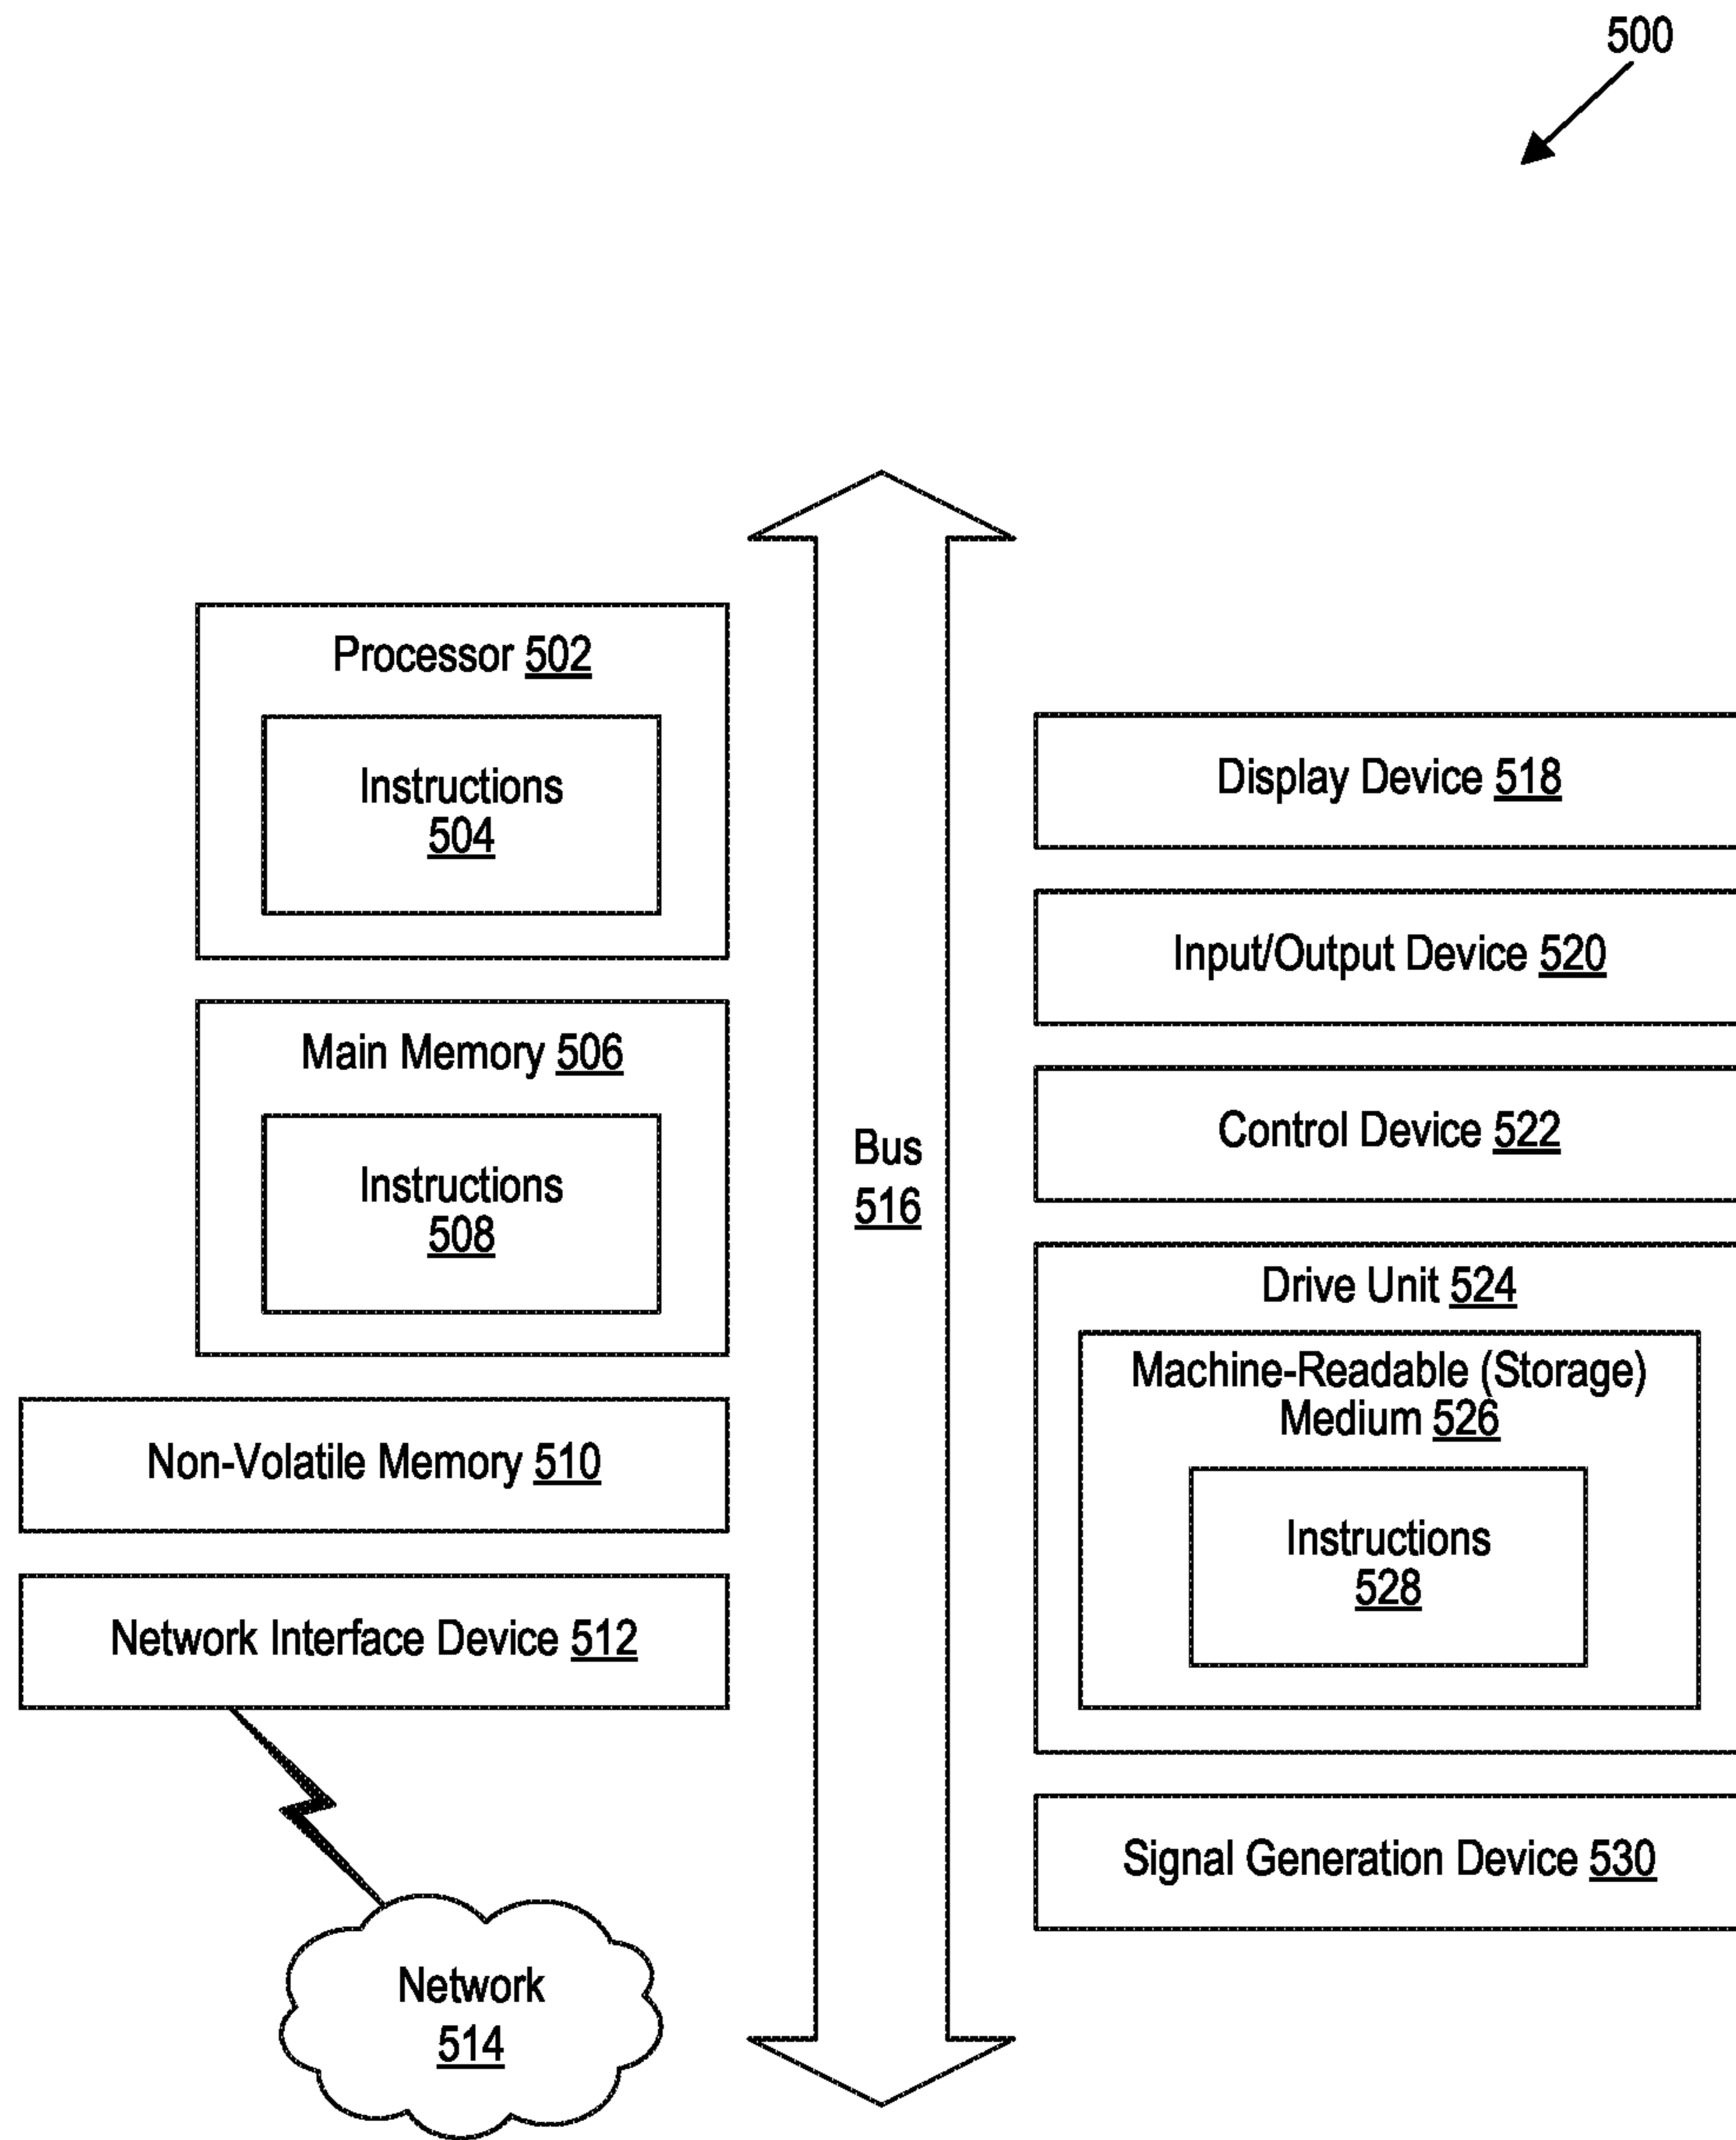 500
Processor 502
Instructions
504
Main Memory 506
Instructions
508
Non-Volatile Memory 510
Network Interface Device 512
Network
514
Bus
516
Display Device 518
Input/Output Device 520
Control Device 522
Drive Unit 524
Machine-Readable (Storage)
Medium 526
Instructions
528
Signal Generation Device 530